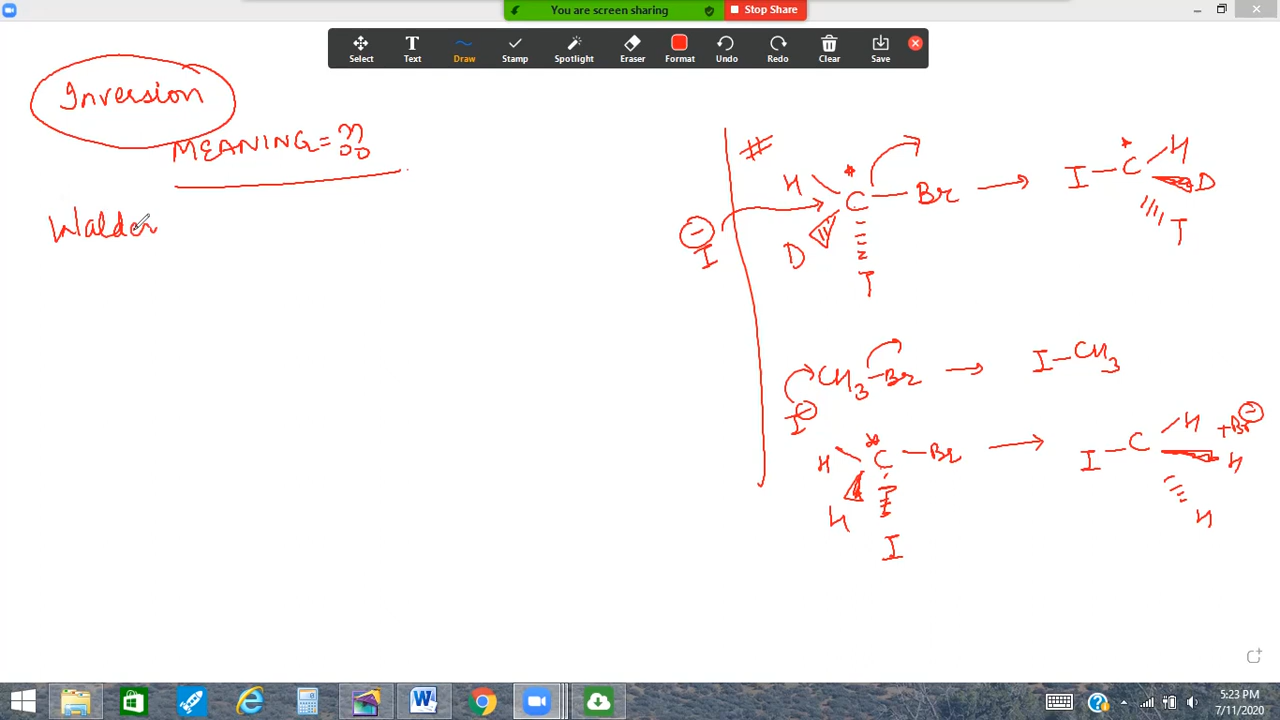 You are screen sharing
Stop Share
Select
Text
Draw
Stamp
Spotlight
Eraser
Format
Undo
Redo
Clear
Save
Inversion
MEANING = ??
Walden
#
H * C Br → I C * H
D
I ⊖ D T
T
CH3 Br → I CH3
I ⊖
H * C Br → I C H + Br ⊖
H
H
I H
5:23 PM
7/11/2020